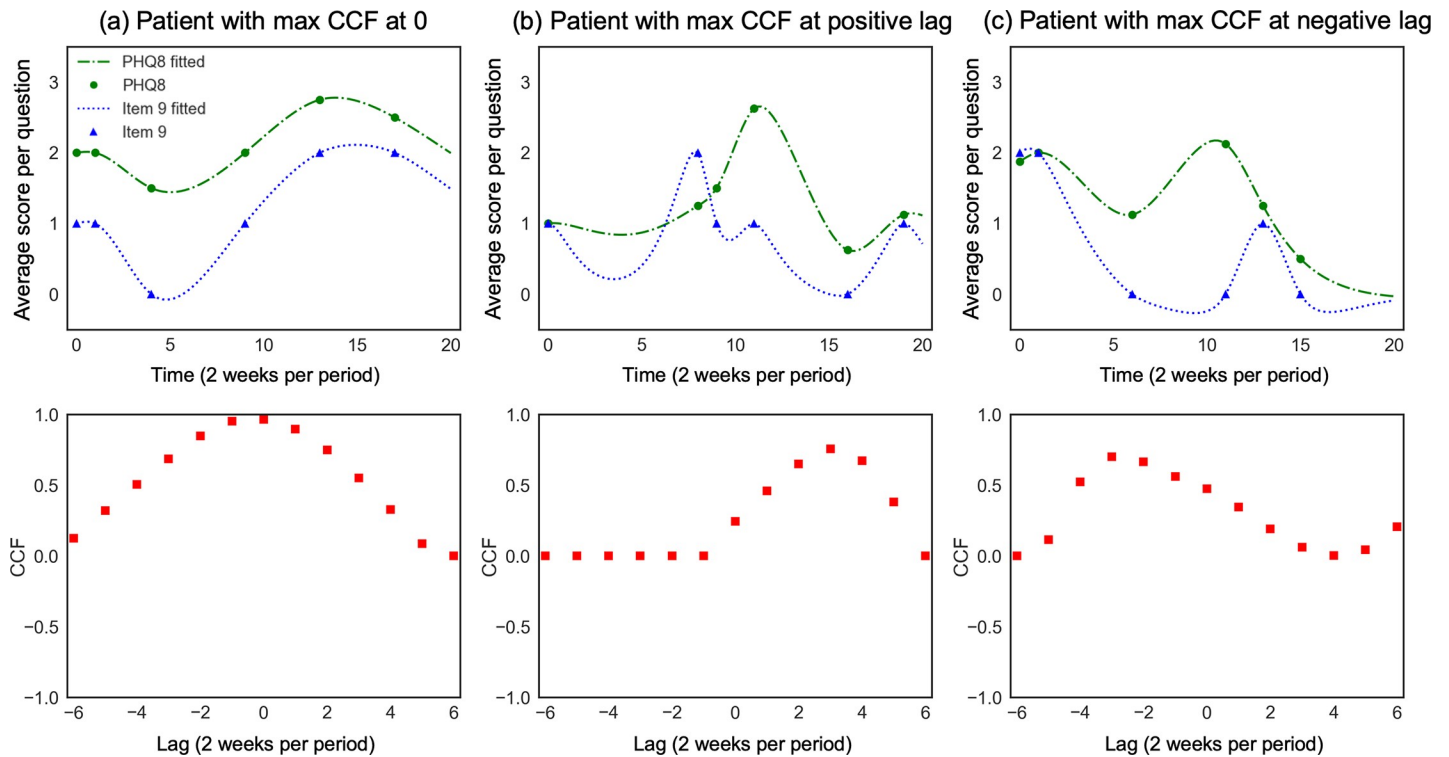 (a) Patient with max CCF at 0
(b) Patient with max CCF at positive lag
(c) Patient with max CCF at negative lag
Average score per question
3
2
1
0
PHQ8 fitted
PHQ8
Item 9 fitted
Item 9
0 5 10 15 20
Time (2 weeks per period)
Average score per question
3
2
1
0
0 5 10 15 20
Time (2 weeks per period)
Average score per question
3
2
1
0
0 5 10 15 20
Time (2 weeks per period)
CCF
1.0
0.5
0.0
−0.5
−1.0
−6 −4 −2 0 2 4 6
Lag (2 weeks per period)
CCF
1.0
0.5
0.0
−0.5
−1.0
−6 −4 −2 0 2 4 6
Lag (2 weeks per period)
CCF
1.0
0.5
0.0
−0.5
−1.0
−6 −4 −2 0 2 4 6
Lag (2 weeks per period)